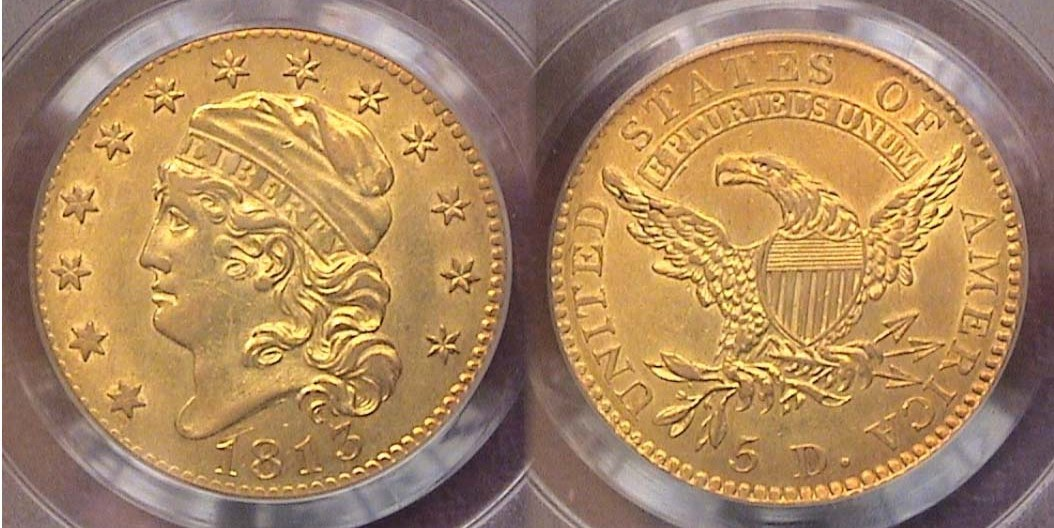 LIBERTY
1813
UNITED STATES OF AMERICA
E PLURIBUS UNUM
5 D.